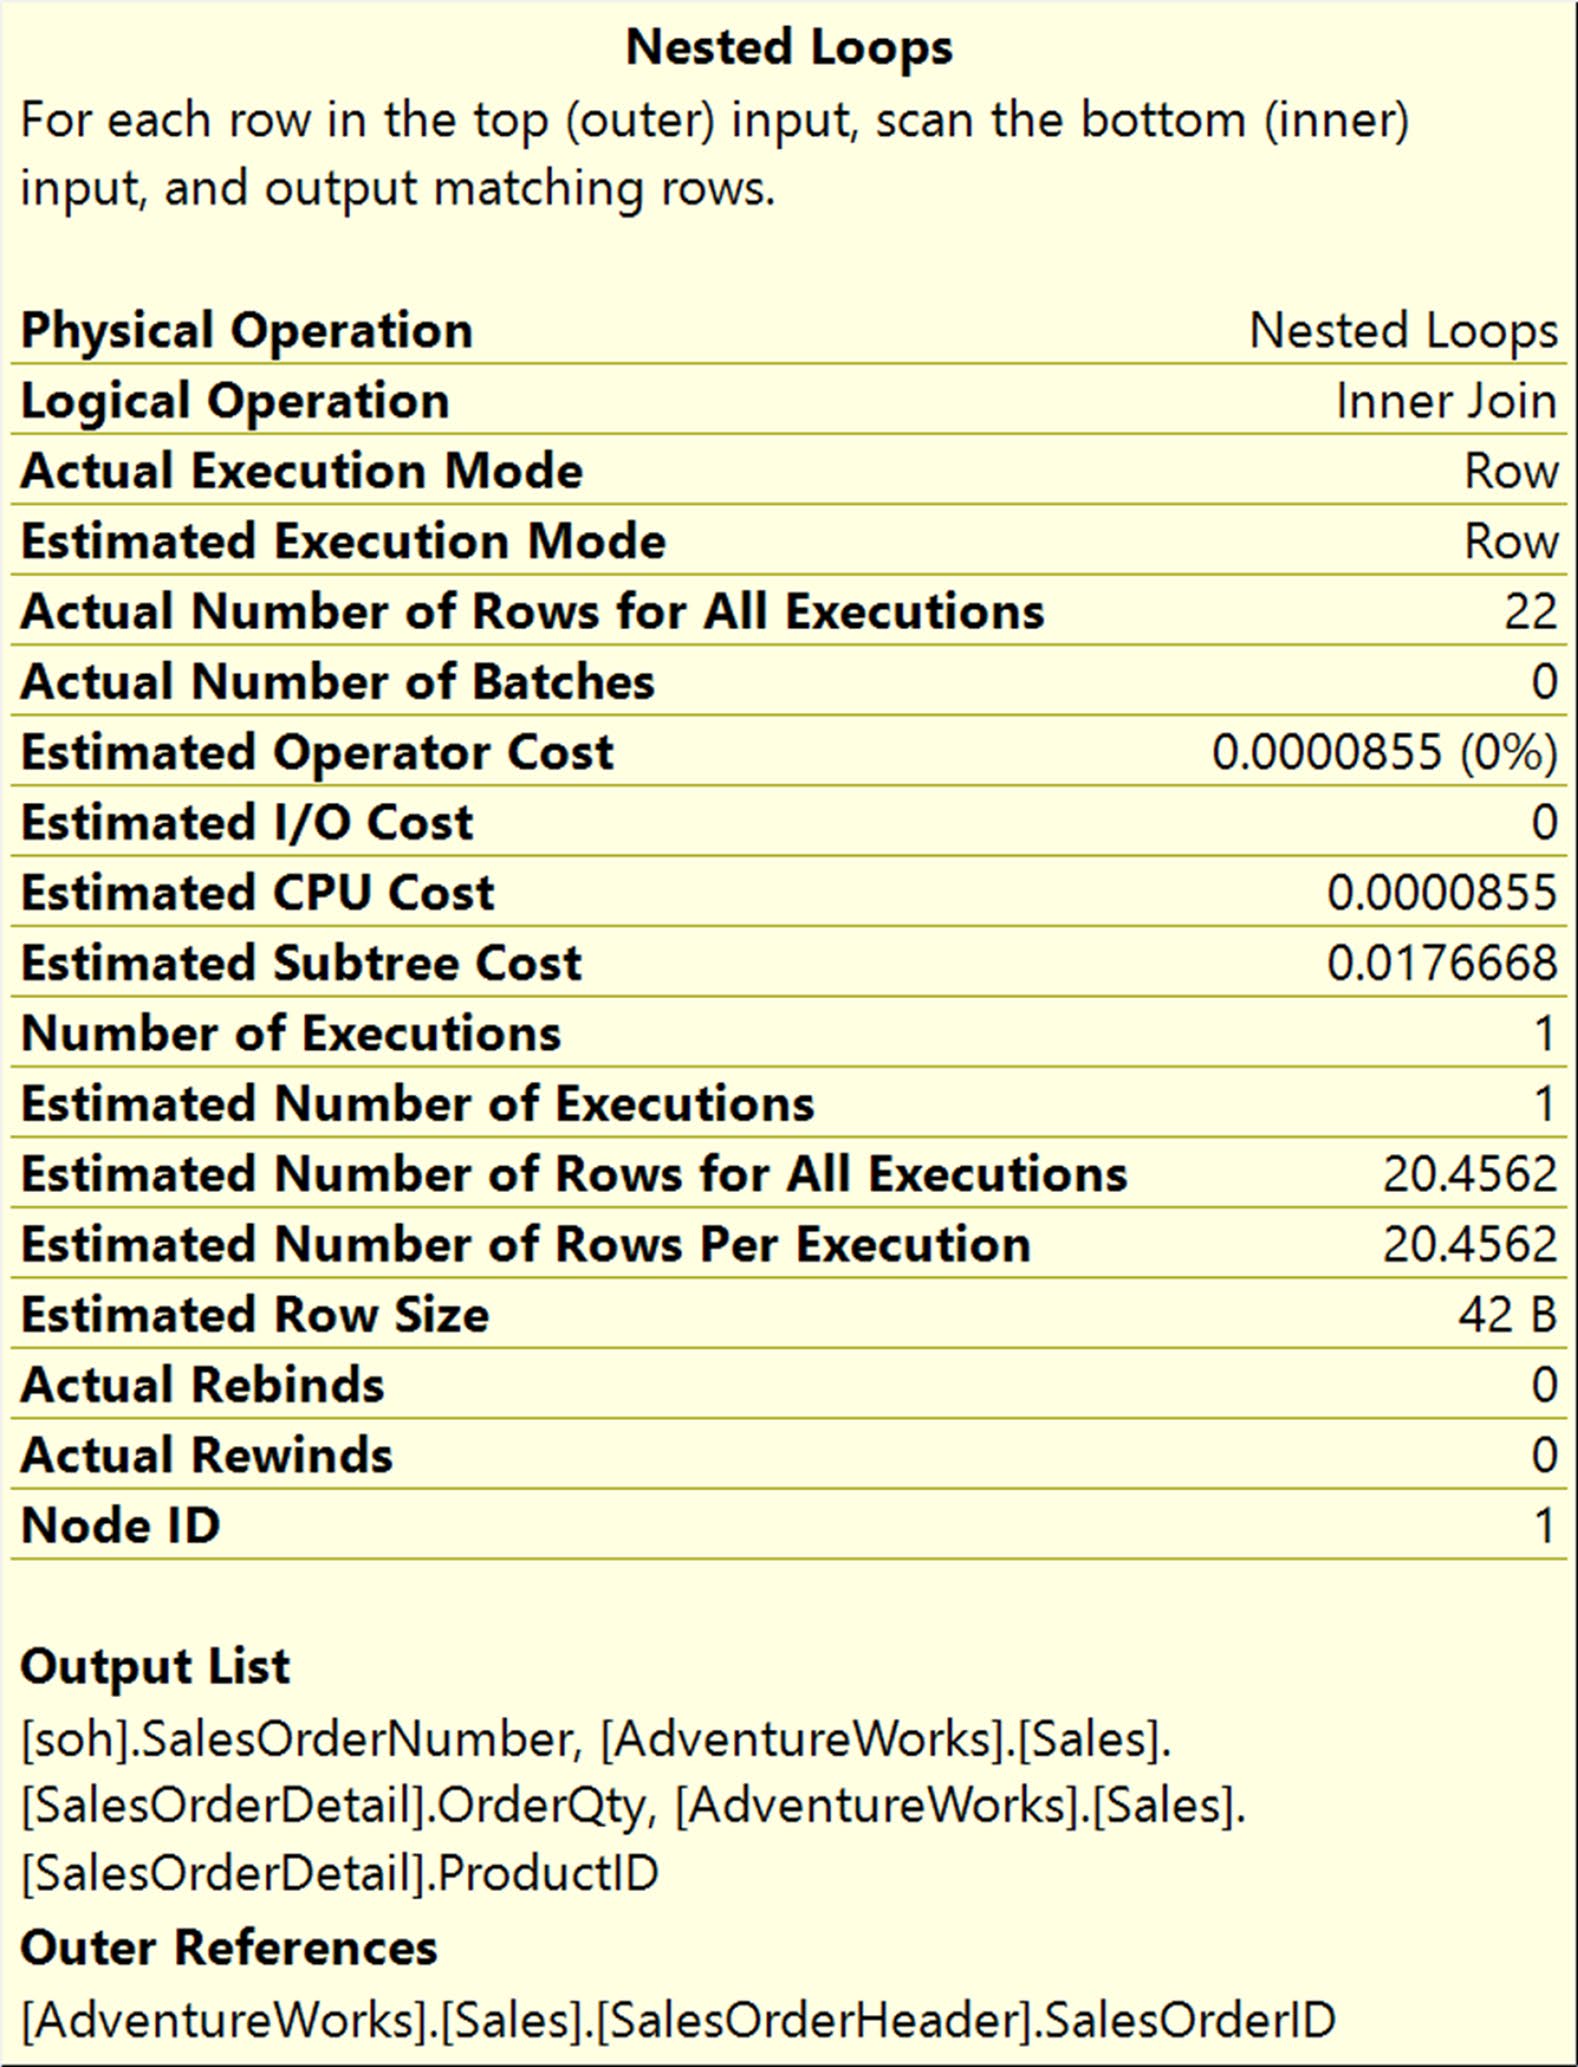 Nested Loops
For each row in the top (outer) input, scan the bottom (inner)
input, and output matching rows.
Physical Operation Nested Loops
Logical Operation Inner Join
Actual Execution Mode Row
Estimated Execution Mode Row
Actual Number of Rows for All Executions 22
Actual Number of Batches 0
Estimated Operator Cost 0.0000855 (0%)
Estimated I/O Cost 0
Estimated CPU Cost 0.0000855
Estimated Subtree Cost 0.0176668
Number of Executions 1
Estimated Number of Executions 1
Estimated Number of Rows for All Executions 20.4562
Estimated Number of Rows Per Execution 20.4562
Estimated Row Size 42 B
Actual Rebinds 0
Actual Rewinds 0
Node ID 1
Output List
[soh].SalesOrderNumber, [AdventureWorks].[Sales].
[SalesOrderDetail].OrderQty, [AdventureWorks].[Sales].
[SalesOrderDetail].ProductID
Outer References
[AdventureWorks].[Sales].[SalesOrderHeader].SalesOrderID